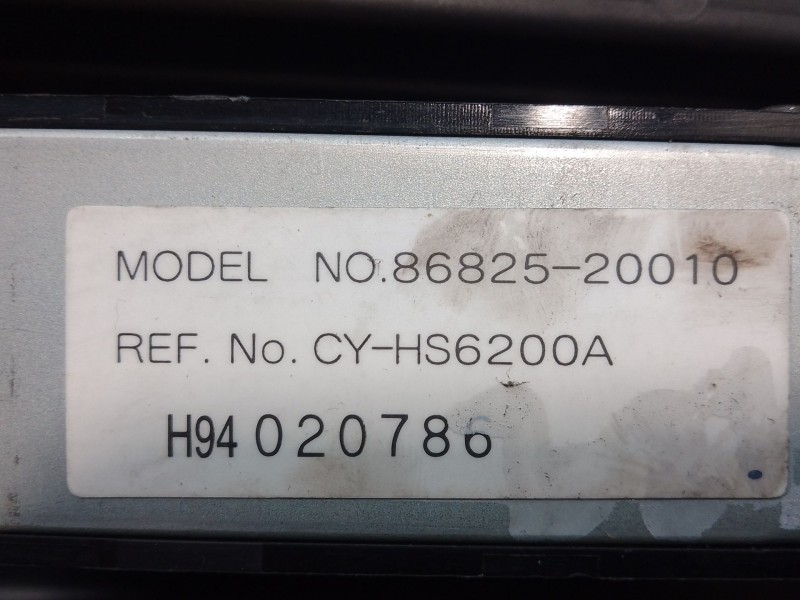 MODEL NO.86825-20010
REF. No. CY-HS6200A
H94 020786